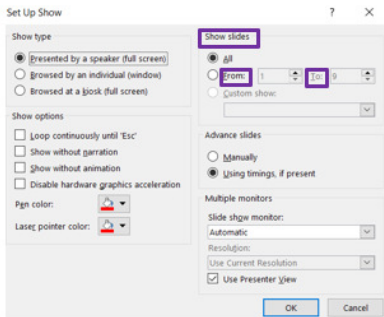 Set Up Show ? ×
Show type
Presented by a speaker (full screen)
Browsed by an individual (window)
Browsed at a kiosk (full screen)
Show options
Loop continuously until 'Esc'
Show without narration
Show without animation
Disable hardware graphics acceleration
Pen color:
Laser pointer color:
Show slides
All
From: 1 To: 9
Custom show:
Advance slides
Manually
Using timings, if present
Multiple monitors
Slide show monitor:
Automatic
Resolution:
Use Current Resolution
Use Presenter View
OK Cancel